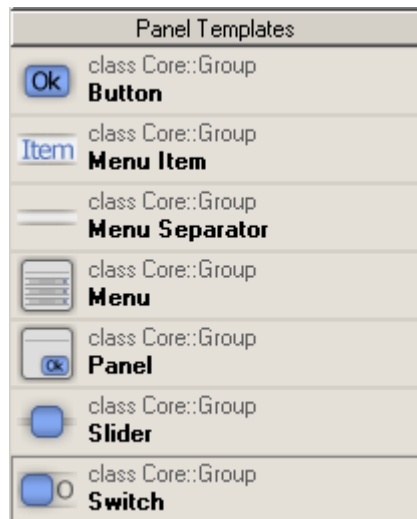 Panel Templates
class Core::Group
Ok
Button
class Core::Group
Item
Menu Item
class Core::Group
Menu Separator
class Core::Group
Menu
class Core::Group
Ok
Panel
class Core::Group
Slider
class Core::Group
O
Switch